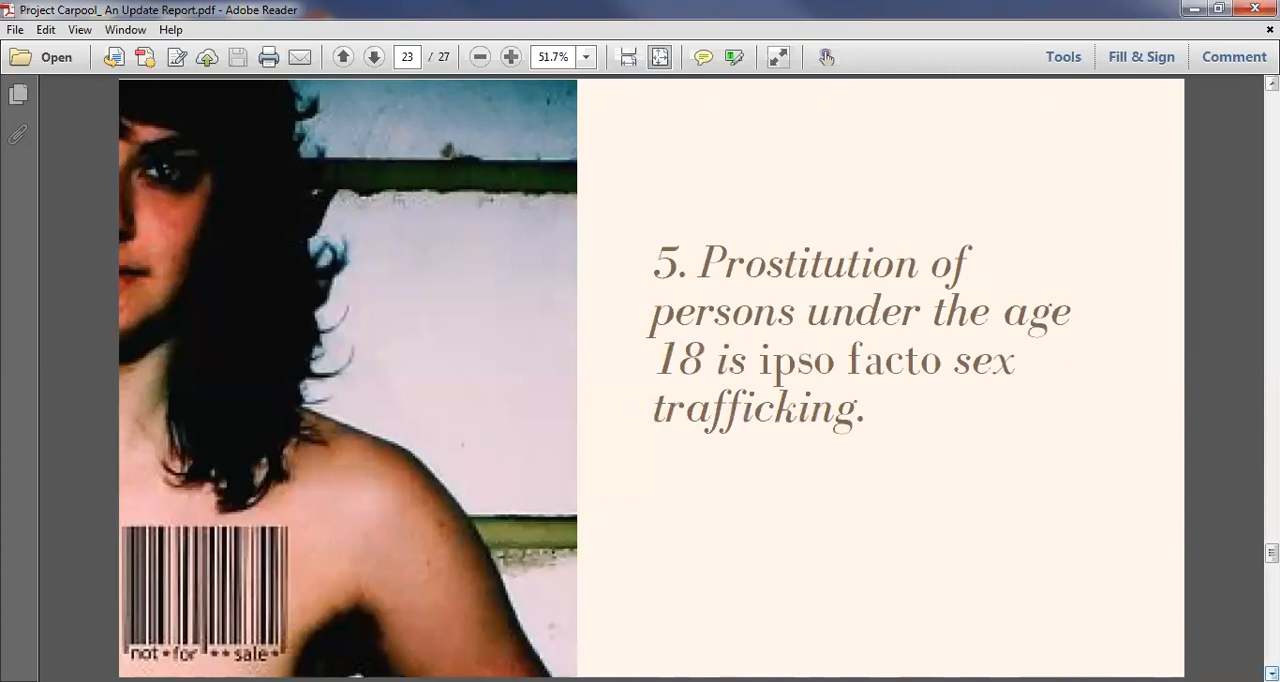 Project Carpool_ An Update Report.pdf - Adobe Reader
File Edit View Window Help
Open 23 / 27 51.7% Tools Fill & Sign Comment
5. Prostitution of
persons under the age
18 is ipso facto sex
trafficking.
not * for * * sale *